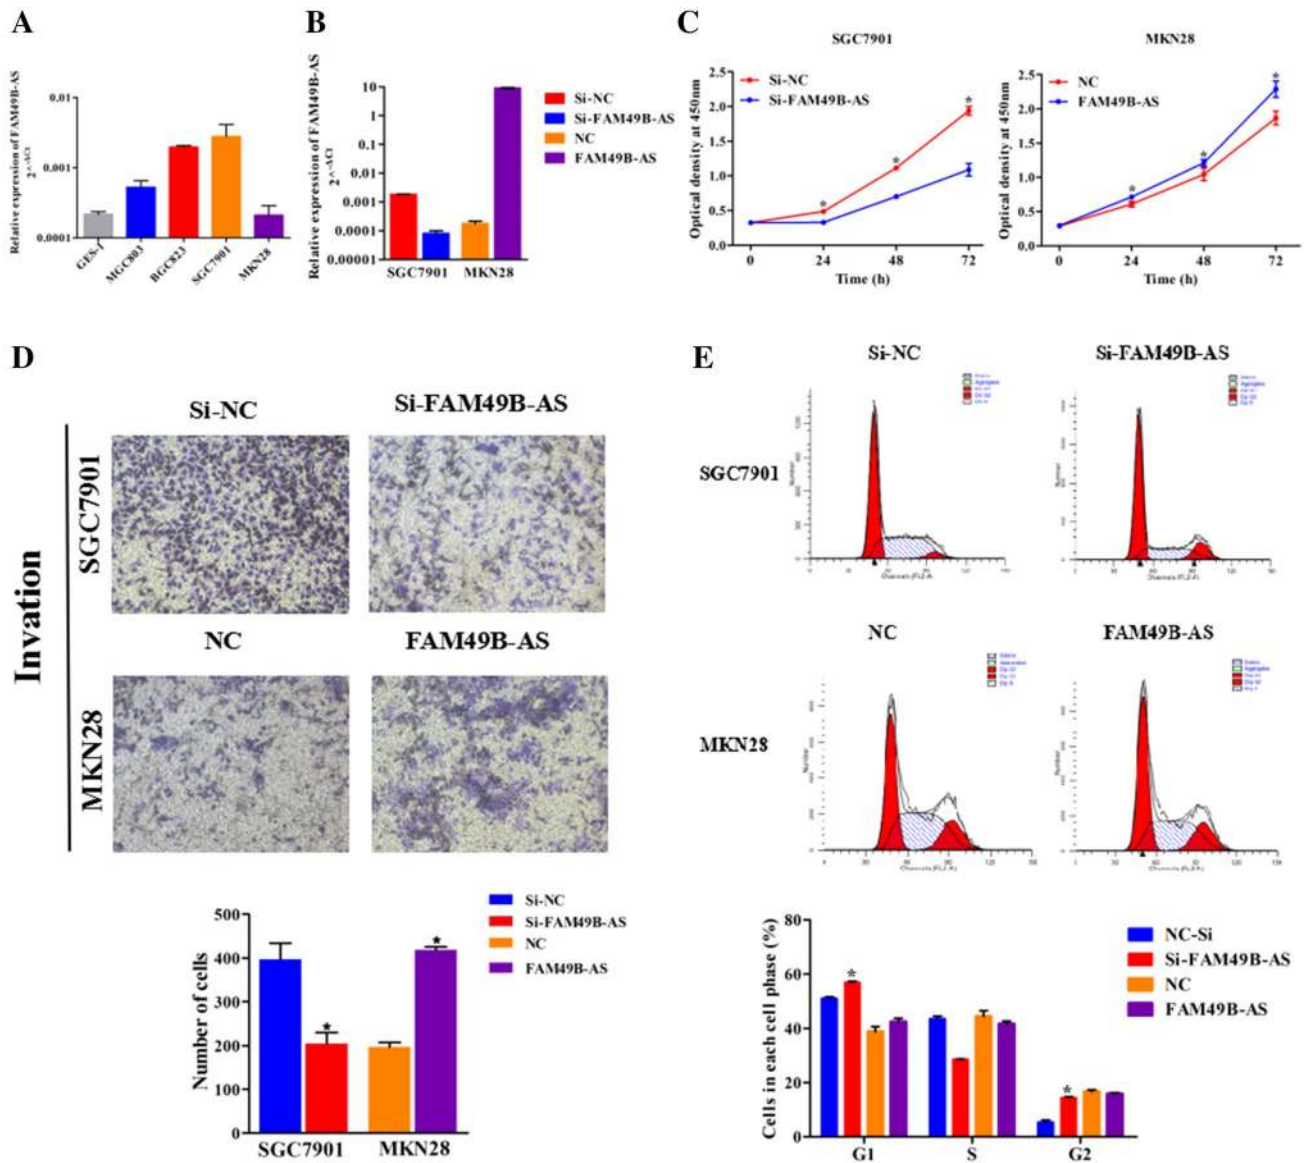 A
Relative expression of FAM49B-AS
2^-ΔCt
0.01
0.001
0.0001
GES-1
MGC803
BGC823
SGC7901
MKN28
B
Relative expression of FAM49B-AS
2^-ΔCt
10
1
0.1
0.01
0.001
0.0001
0.00001
SGC7901 MKN28
Si-NC
Si-FAM49B-AS
NC
FAM49B-AS
C
SGC7901
Optical density at 450nm
2.5
2.0
1.5
1.0
0.5
0.0
Si-NC
Si-FAM49B-AS
* * *
0 24 48 72
Time (h)
MKN28
Optical density at 450nm
2.5
2.0
1.5
1.0
0.5
0.0
NC
FAM49B-AS
* * *
0 24 48 72
Time (h)
D
Invation
Si-NC Si-FAM49B-AS
SGC7901
NC FAM49B-AS
MKN28
Number of cells
500
400
300
200
100
0
SGC7901 MKN28
Si-NC
Si-FAM49B-AS
NC
FAM49B-AS
E
Si-NC Si-FAM49B-AS
SGC7901
NC FAM49B-AS
MKN28
Cells in each cell phase (%)
80
60
40
20
0
* *
G1 S G2
NC-Si
Si-FAM49B-AS
NC
FAM49B-AS